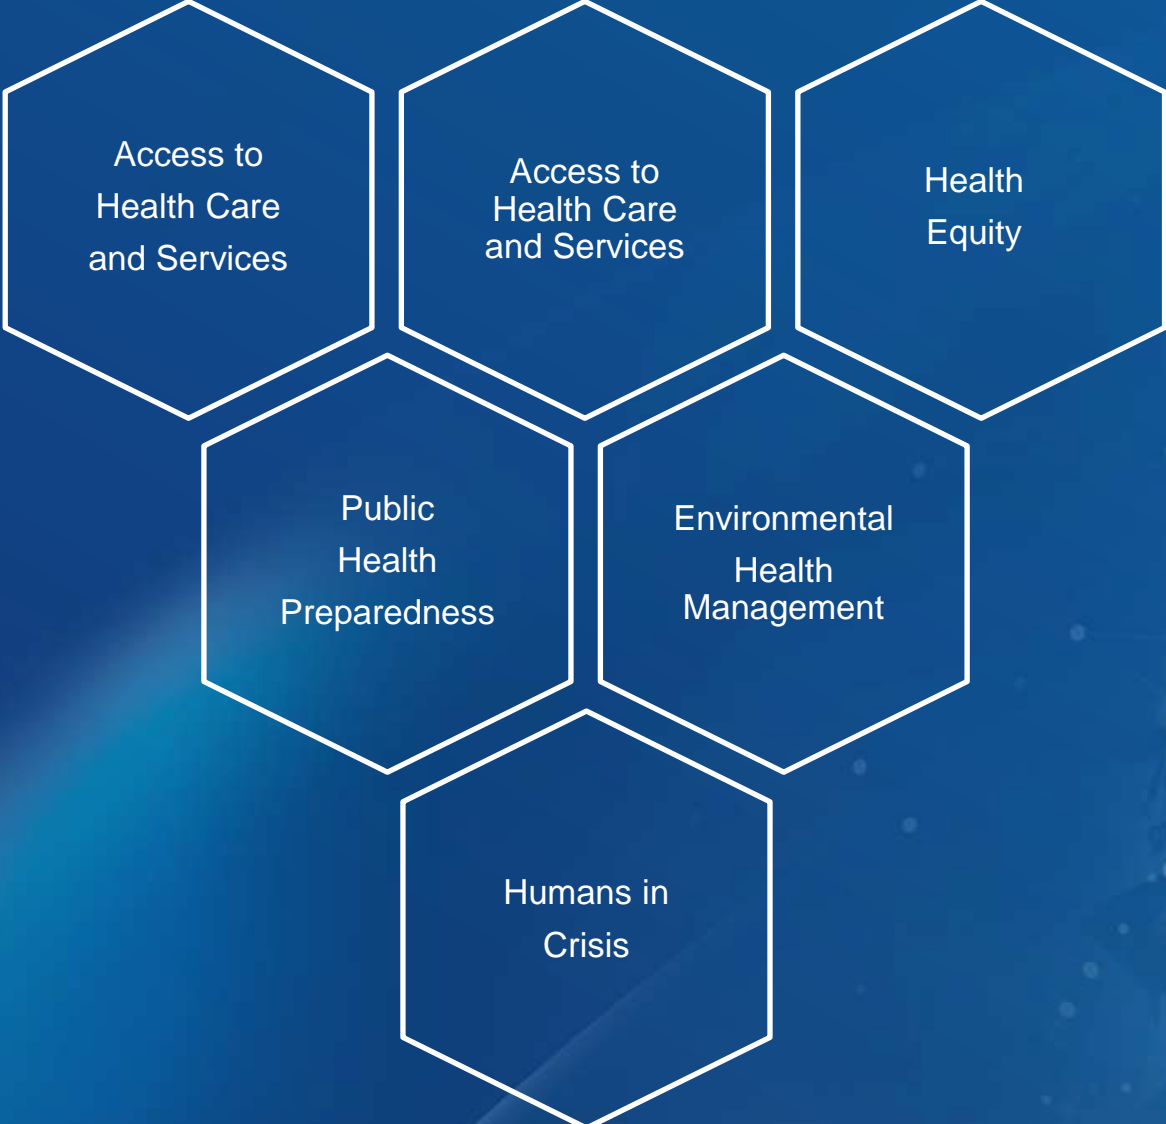 Access to
Health Care
and Services
Access to
Health Care
and Services
Health
Equity
Public
Health
Preparedness
Environmental
Health
Management
Humans in
Crisis